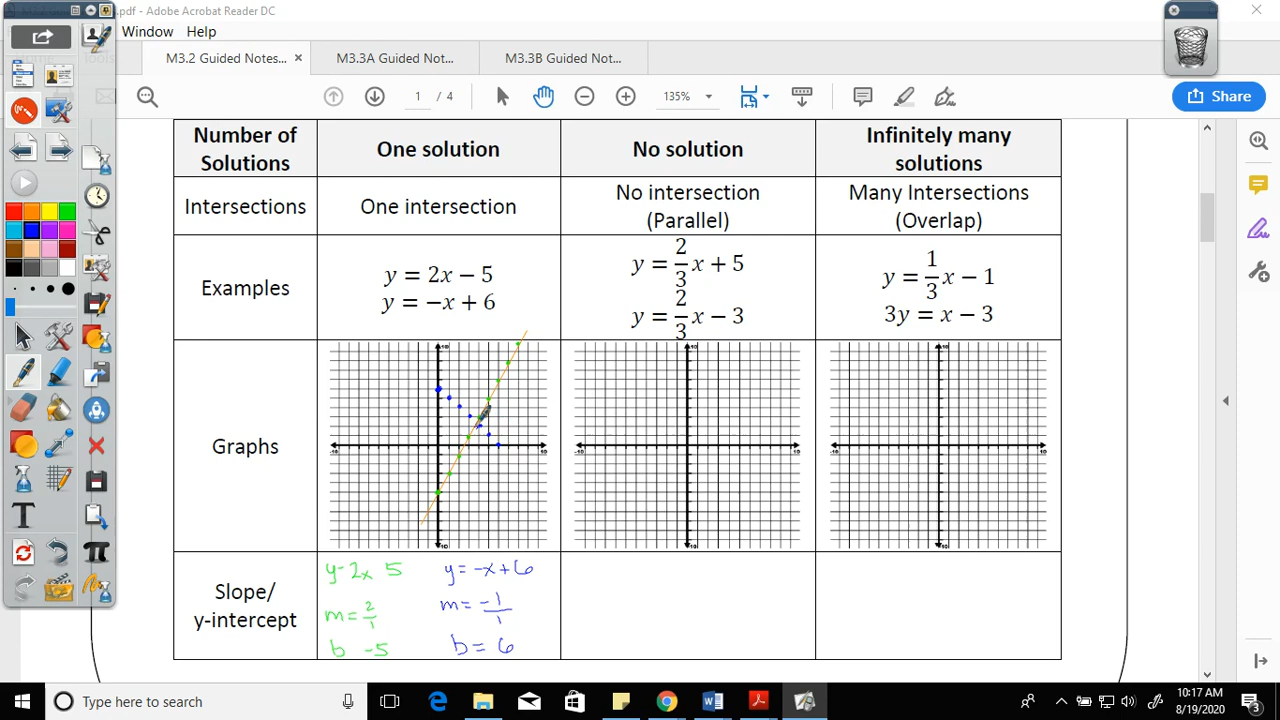 .pdf - Adobe Acrobat Reader DC
Window Help
M3.2 Guided Notes... × M3.3A Guided Not... M3.3B Guided Not...
1 / 4 135% Share
Number of Solutions One solution No solution Infinitely many solutions
Intersections One intersection No intersection (Parallel) Many Intersections (Overlap)
Examples
y = 2x − 5
y = −x + 6
y = 2/3 x + 5
y = 2/3 x − 3
y = 1/3 x − 1
3y = x − 3
Graphs
Slope/ y-intercept
y-2x 5 y = -x+6
m = 2/1 m = -1/1
b -5 b = 6
Type here to search
10:17 AM
8/19/2020